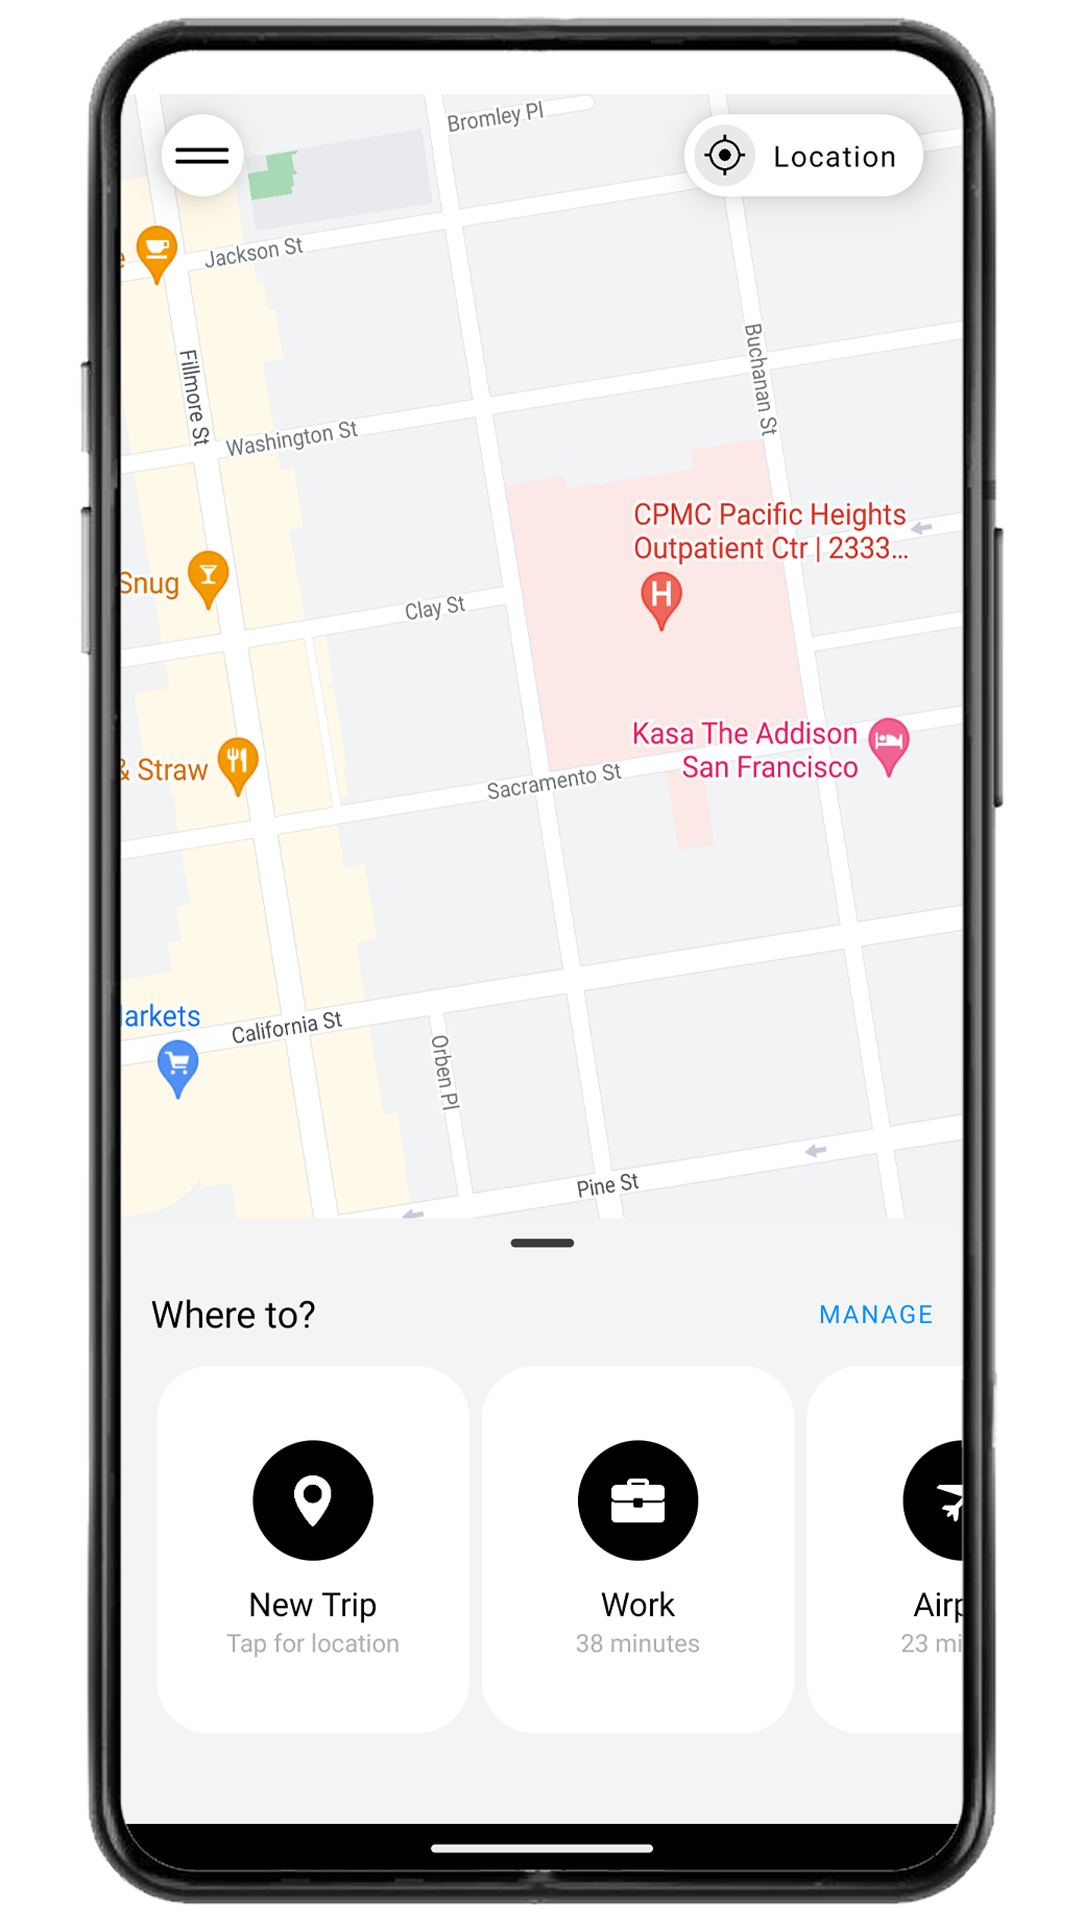 Bromley Pl
Location
Jackson St
Fillmore St
Buchanan St
Washington St
CPMC Pacific Heights
Outpatient Ctr | 2333...
H
Snug
Clay St
Kasa The Addison
San Francisco
& Straw
Sacramento St
arkets
California St
Orben Pl
Pine St
Where to?
MANAGE
New Trip
Tap for location
Work
38 minutes
Airp
23 mi